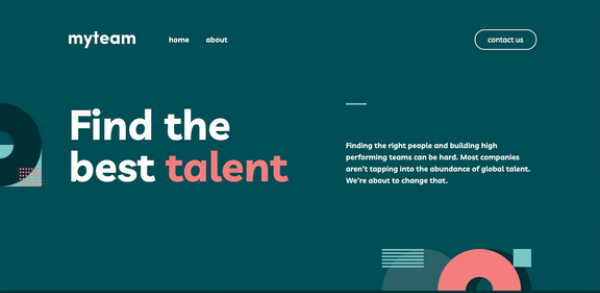 myteam
home
about
contact us
Find the
best talent
Finding the right people and building high
performing teams can be hard. Most companies
aren't tapping into the abundance of global talent.
We're about to change that.